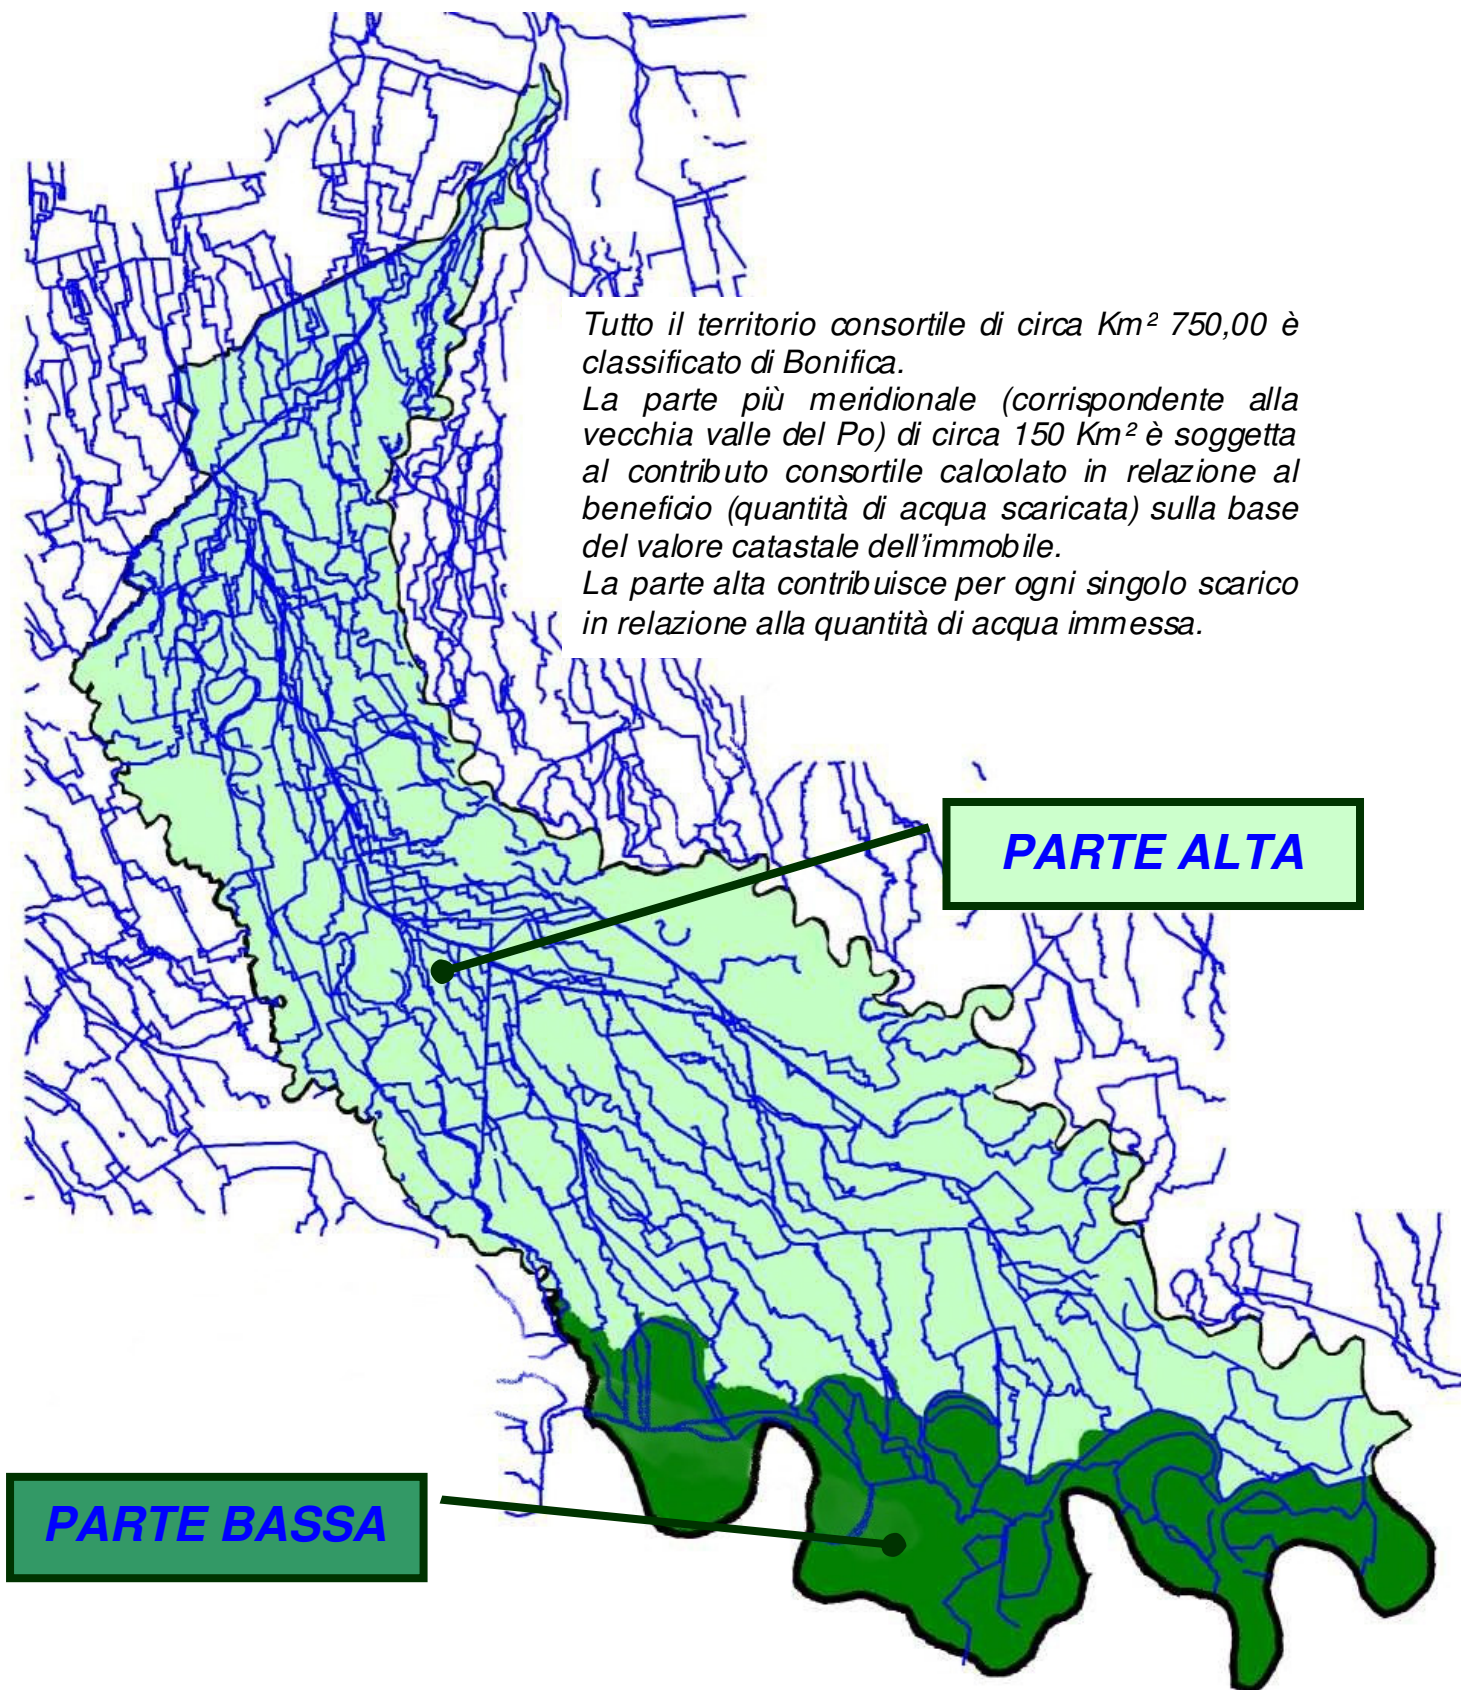 Tutto il territorio consortile di circa Km² 750,00 è
classificato di Bonifica.
La parte più meridionale (corrispondente alla
vecchia valle del Po) di circa 150 Km² è soggetta
al contributo consortile calcolato in relazione al
beneficio (quantità di acqua scaricata) sulla base
del valore catastale dell'immobile.
La parte alta contribuisce per ogni singolo scarico
in relazione alla quantità di acqua immessa.
PARTE ALTA
PARTE BASSA